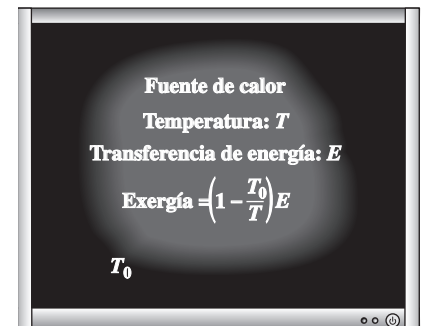 Fuente de calor
Temperatura: T
Transferencia de energía: E
Exergía = (1 − T₀/T) E
T₀